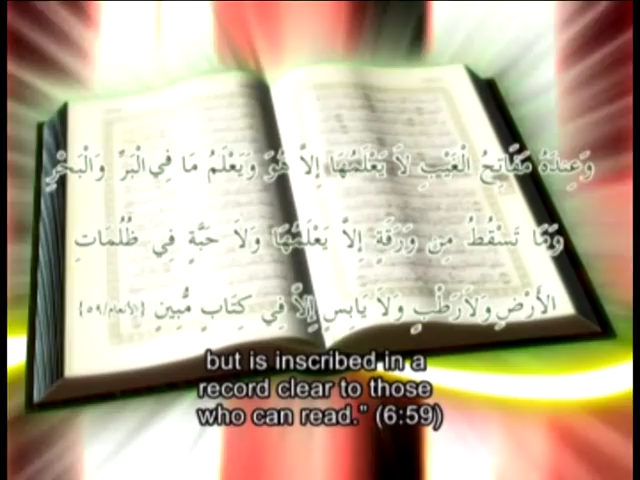 وَعِندَهُ مَفَاتِحُ الْغَيْبِ لاَ يَعْلَمُهَا إِلاَّ هُوَ وَيَعْلَمُ مَا فِي الْبَرِّ وَالْبَحْرِ
وَمَا تَسْقُطُ مِن وَرَقَةٍ إِلاَّ يَعْلَمُهَا وَلاَ حَبَّةٍ فِي ظُلُمَاتِ
الأَرْضِ وَلاَ رَطْبٍ وَلاَ يَابِسٍ إِلاَّ فِي كِتَابٍ مُّبِينٍ {الأنعام/٥٩}
but is inscribed in a
record clear to those
who can read." (6:59)